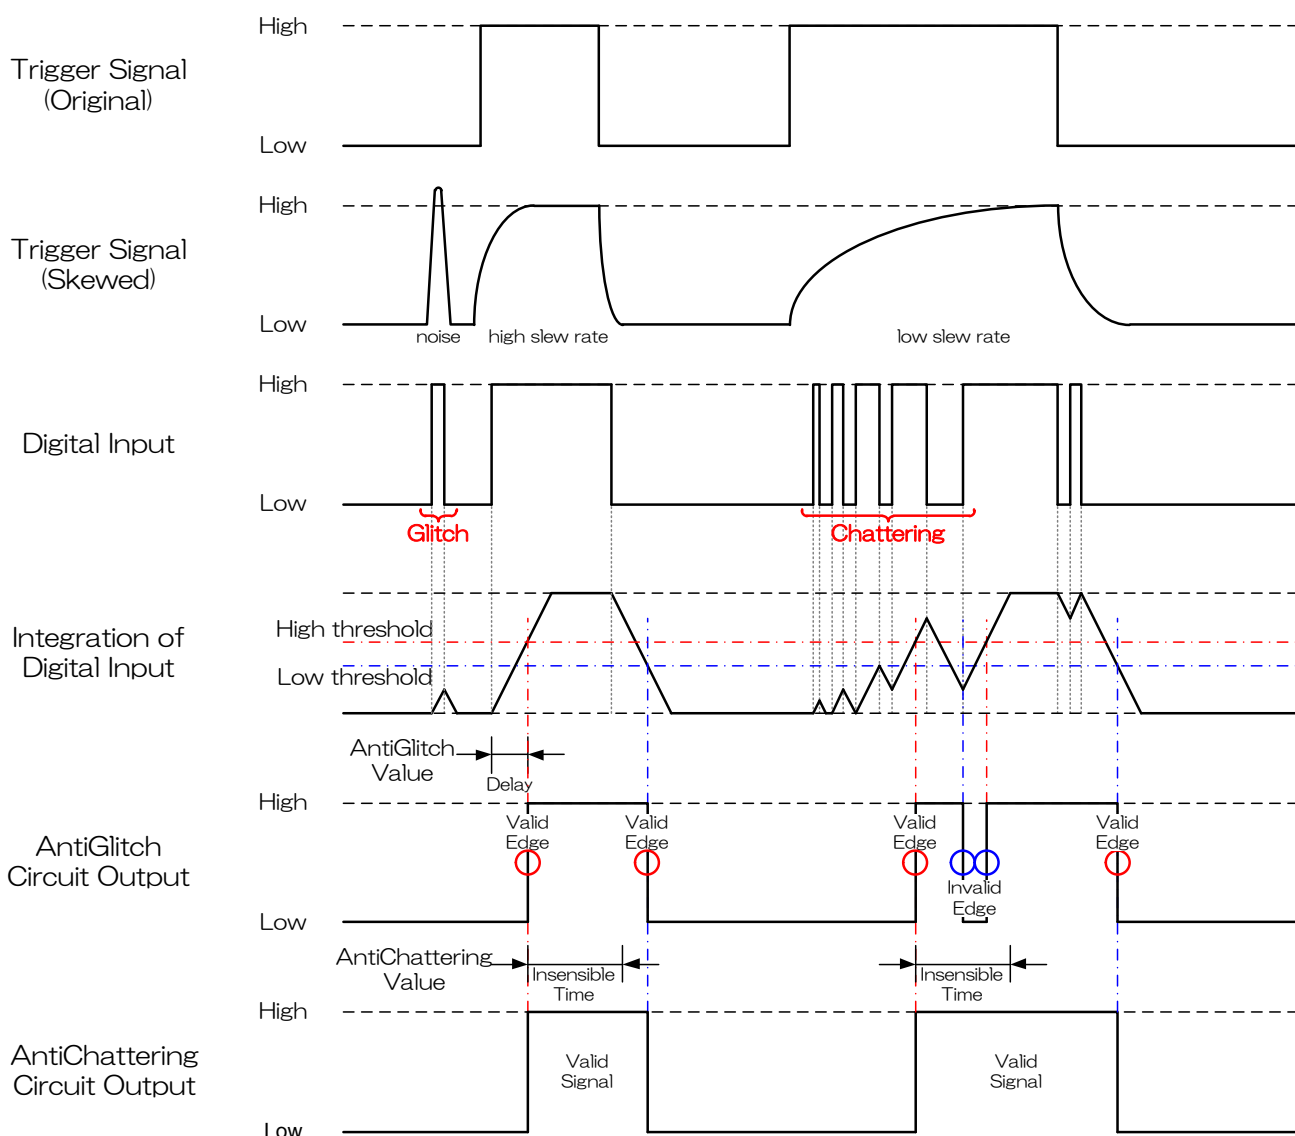 High
Trigger Signal
(Original)
Low
High
Trigger Signal
(Skewed)
Low
noise
high slew rate
low slew rate
High
Digital Input
Low
Glitch
Chattering
Integration of
Digital Input
High threshold
Low threshold
AntiGlitch
Value
Delay
High
AntiGlitch
Circuit Output
Valid
Edge
Valid
Edge
Valid
Edge
Valid
Edge
Invalid
Edge
Low
AntiChattering
Value
Insensible
Time
Insensible
Time
High
AntiChattering
Circuit Output
Valid
Signal
Valid
Signal
Low